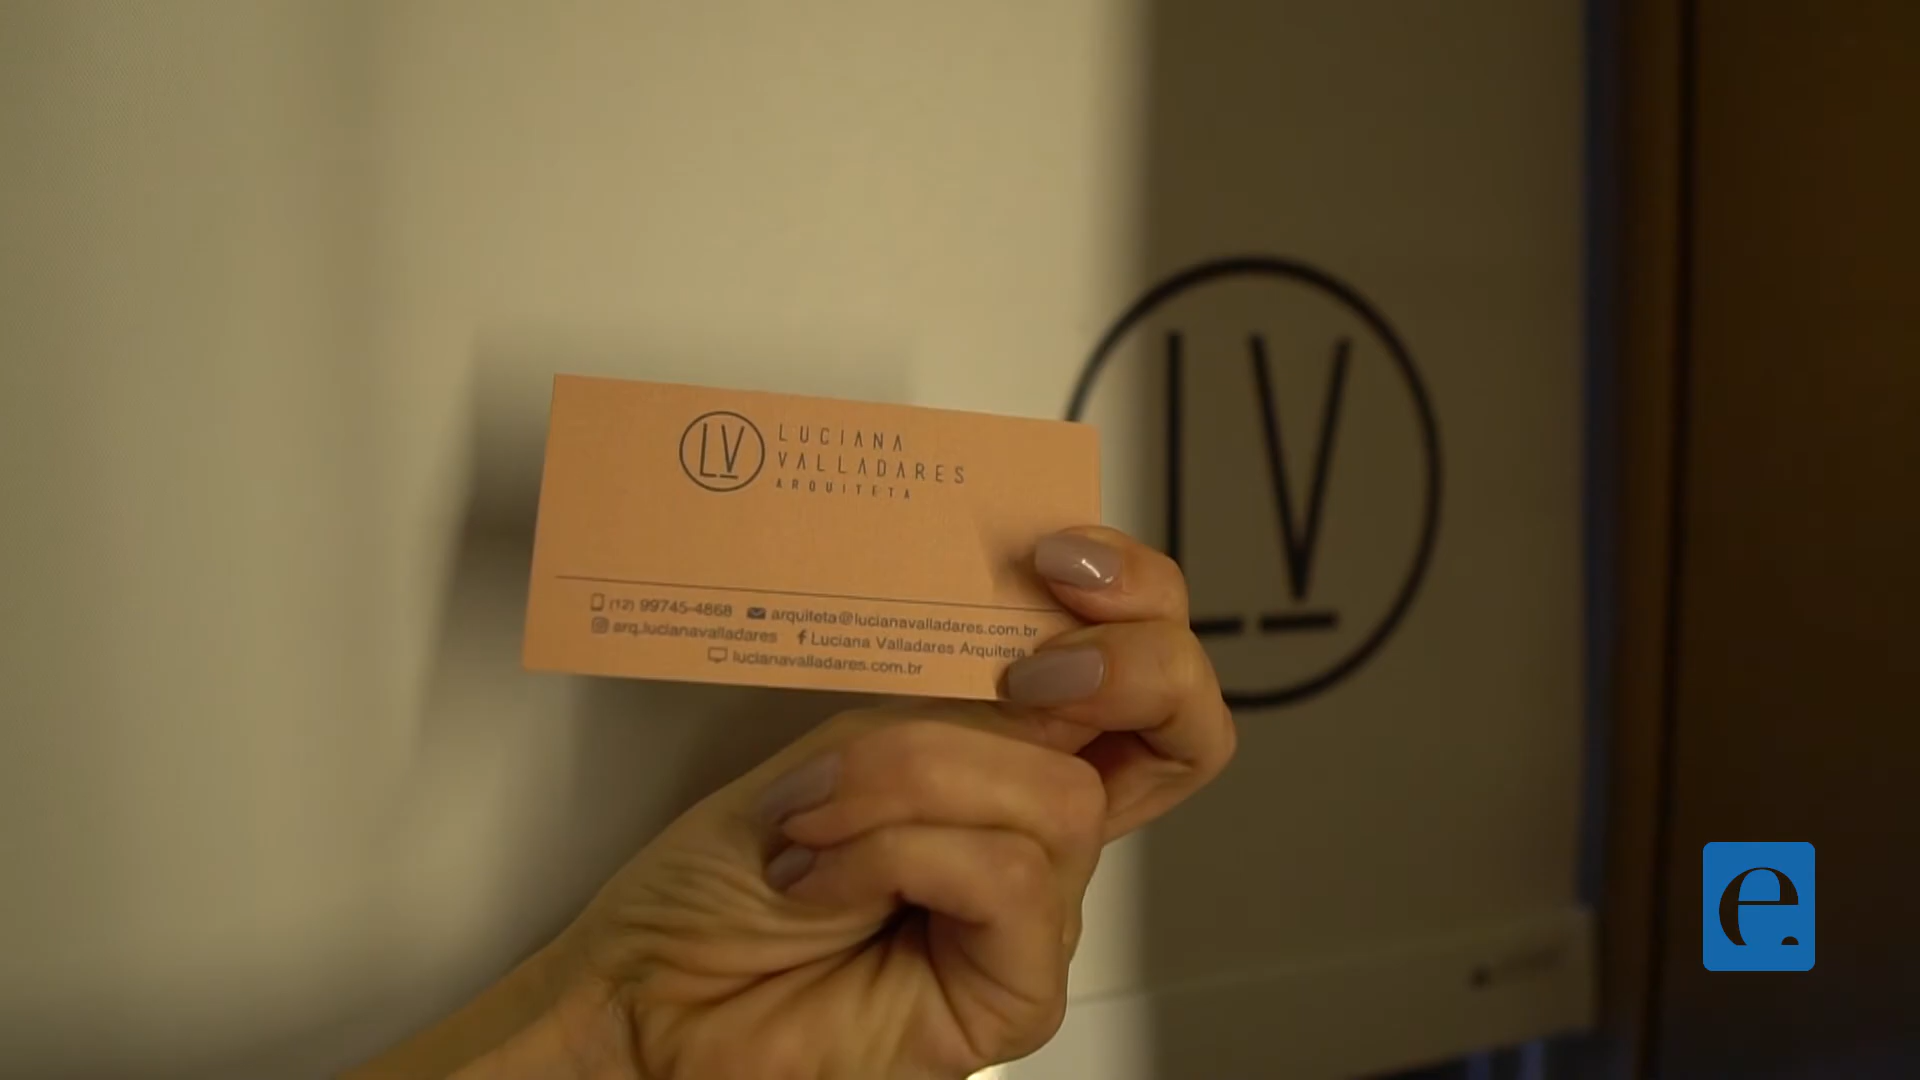 LV
LUCIANA
VALLADARES
ARQUITETA
(12) 99745-4868 arquiteta@lucianavalladares.com.br
arq.lucianavalladares Luciana Valladares Arquiteta
lucianavalladares.com.br
LV
e.